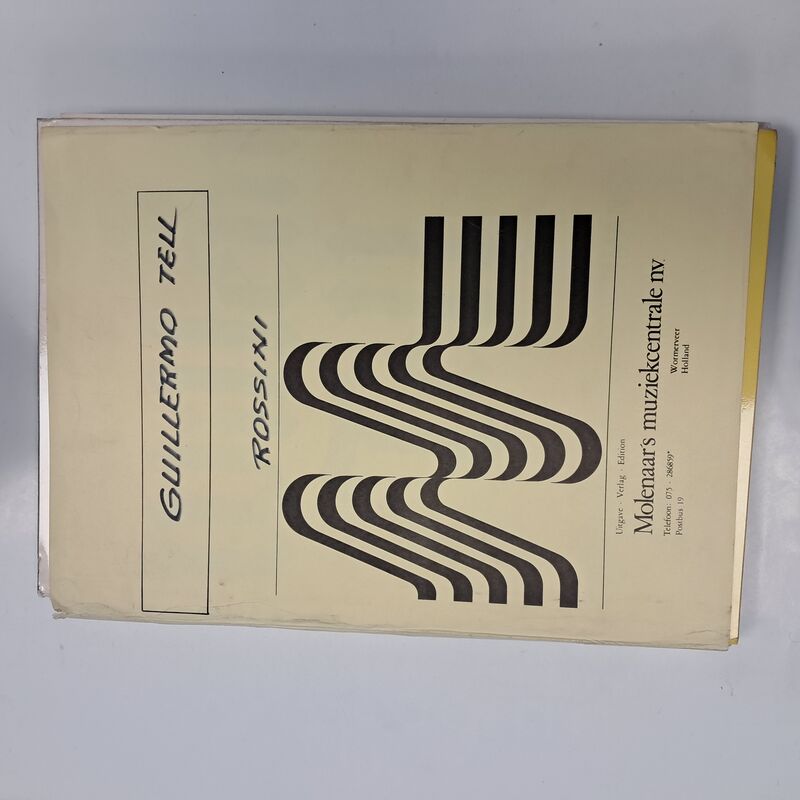 GUILLERMO TELL
ROSSINI
Uitgave - Verlag - Edition
Molenaar's muziekcentrale nv.
Telefoon: 075 - 286859*
Postbus 19
Wormerveer
Holland